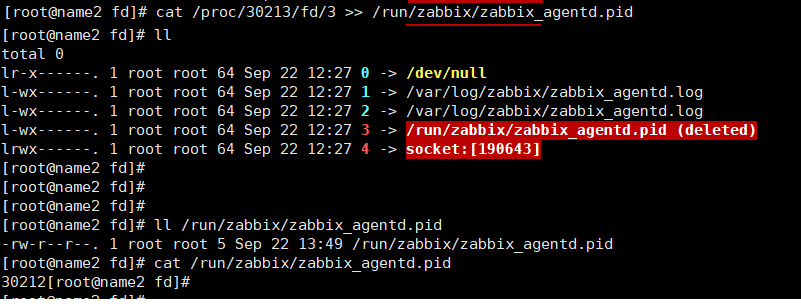 [root@name2 fd]# cat /proc/30213/fd/3 >> /run/zabbix/zabbix_agentd.pid
[root@name2 fd]# ll
total 0
lr-x------. 1 root root 64 Sep 22 12:27 0 -> /dev/null
l-wx------. 1 root root 64 Sep 22 12:27 1 -> /var/log/zabbix/zabbix_agentd.log
l-wx------. 1 root root 64 Sep 22 12:27 2 -> /var/log/zabbix/zabbix_agentd.log
l-wx------. 1 root root 64 Sep 22 12:27 3 -> /run/zabbix/zabbix_agentd.pid (deleted)
lrwx------. 1 root root 64 Sep 22 12:27 4 -> socket:[190643]
[root@name2 fd]#
[root@name2 fd]#
[root@name2 fd]#
[root@name2 fd]# ll /run/zabbix/zabbix_agentd.pid
-rw-r--r--. 1 root root 5 Sep 22 13:49 /run/zabbix/zabbix_agentd.pid
[root@name2 fd]# cat /run/zabbix/zabbix_agentd.pid
30212[root@name2 fd]#